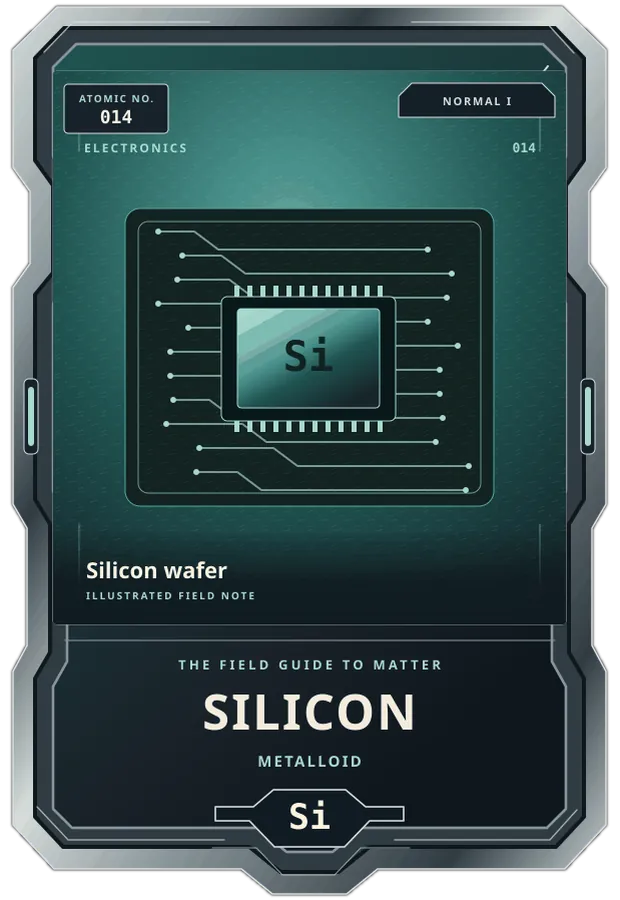 ATOMIC NO.
014
NORMAL I
ELECTRONICS
014
Si
Silicon wafer
ILLUSTRATED FIELD NOTE
THE FIELD GUIDE TO MATTER
SILICON
METALLOID
Si